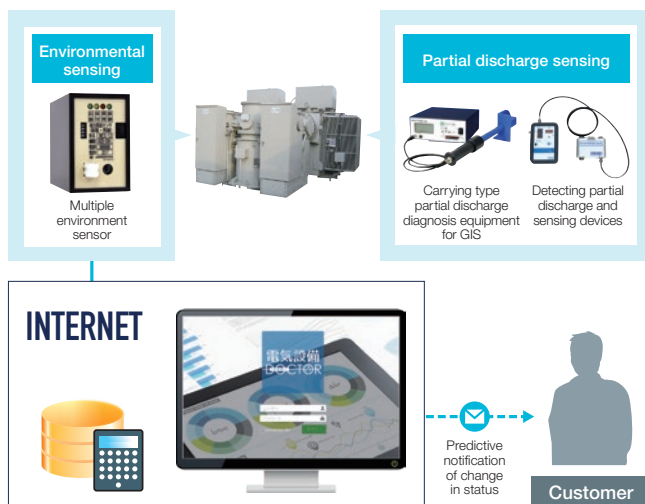 Environmental
sensing
Multiple
environment
sensor
Partial discharge sensing
Carrying type
partial discharge
diagnosis equipment
for GIS
Detecting partial
discharge and
sensing devices
INTERNET
電気設備
DOCTOR
Predictive
notification
of change
in status
Customer